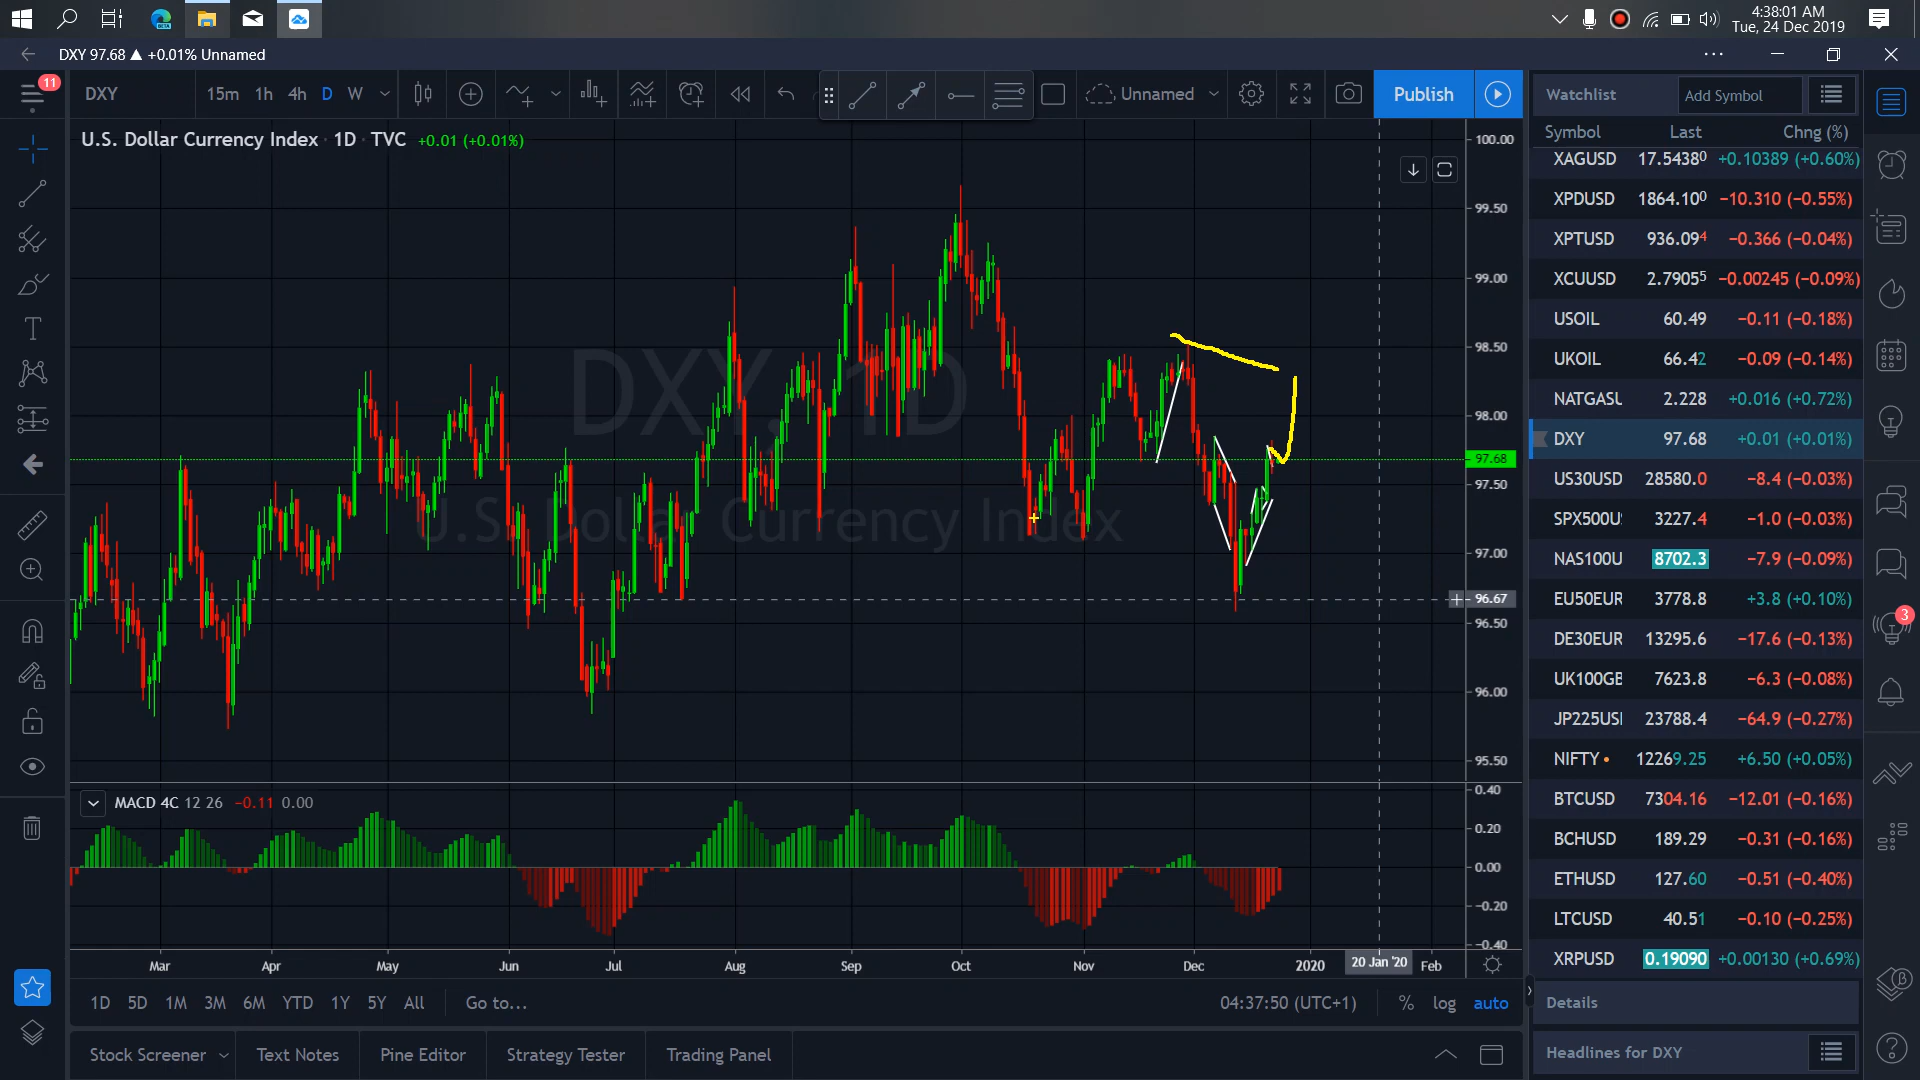 4:38:01 AM
Tue, 24 Dec 2019
DXY 97.68 ▲ +0.01% Unnamed
11
DXY 15m 1h 4h D W Unnamed Publish
U.S. Dollar Currency Index · 1D · TVC +0.01 (+0.01%)
DXY, 1D
U.S. Dollar Currency Index
100.00
99.50
99.00
98.50
98.00
97.68
97.50
97.00
96.67
96.50
96.00
95.50
MACD 4C 12 26 −0.11 0.00
0.40
0.20
0.00
−0.20
−0.40
Mar Apr May Jun Jul Aug Sep Oct Nov Dec 2020 20 Jan '20 Feb
1D 5D 1M 3M 6M YTD 1Y 5Y All Go to... 04:37:50 (UTC+1) % log auto
Stock Screener Text Notes Pine Editor Strategy Tester Trading Panel
Watchlist Add Symbol
Symbol Last Chng (%)
XAGUSD 17.54380 +0.10389 (+0.60%)
XPDUSD 1864.100 −10.310 (−0.55%)
XPTUSD 936.094 −0.366 (−0.04%)
XCUUSD 2.79055 −0.00245 (−0.09%)
USOIL 60.49 −0.11 (−0.18%)
UKOIL 66.42 −0.09 (−0.14%)
NATGASU 2.228 +0.016 (+0.72%)
DXY 97.68 +0.01 (+0.01%)
US30USD 28580.0 −8.4 (−0.03%)
SPX500U 3227.4 −1.0 (−0.03%)
NAS100U 8702.3 −7.9 (−0.09%)
EU50EUR 3778.8 +3.8 (+0.10%)
DE30EUR 13295.6 −17.6 (−0.13%)
UK100GB 7623.8 −6.3 (−0.08%)
JP225US 23788.4 −64.9 (−0.27%)
NIFTY 12269.25 +6.50 (+0.05%)
BTCUSD 7304.16 −12.01 (−0.16%)
BCHUSD 189.29 −0.31 (−0.16%)
ETHUSD 127.60 −0.51 (−0.40%)
LTCUSD 40.51 −0.10 (−0.25%)
XRPUSD 0.19090 +0.00130 (+0.69%)
Details
Headlines for DXY
3